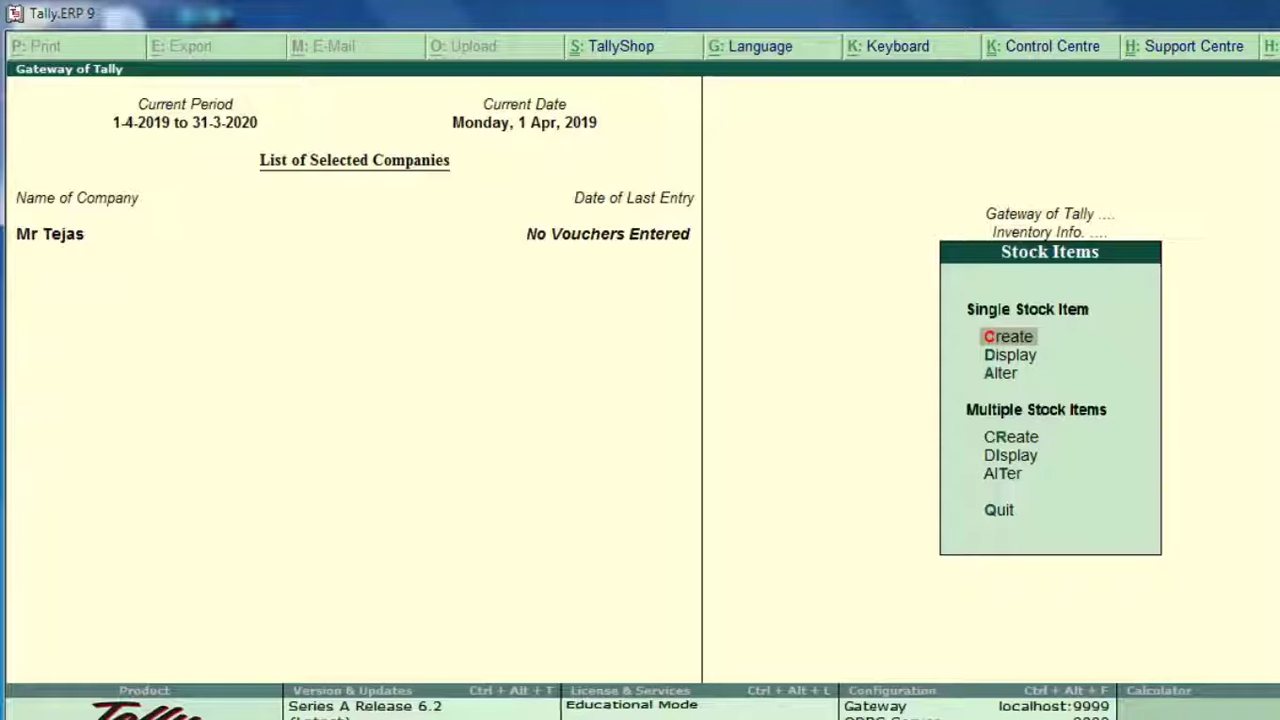 Tally.ERP 9
P: Print E: Export M: E-Mail O: Upload S: TallyShop G: Language K: Keyboard K: Control Centre H: Support Centre H:
Gateway of Tally
Current Period Current Date
1-4-2019 to 31-3-2020 Monday, 1 Apr, 2019
List of Selected Companies
Name of Company Date of Last Entry
Mr Tejas No Vouchers Entered
Gateway of Tally ....
Inventory Info. ....
Stock Items
Single Stock Item
Create
Display
Alter
Multiple Stock Items
CReate
DIsplay
AlTer
Quit
Product Version & Updates Ctrl + Alt + T License & Services Ctrl + Alt + L Configuration Ctrl + Alt + F Calculator
Tally Series A Release 6.2 Educational Mode Gateway localhost:9999
(Latest)